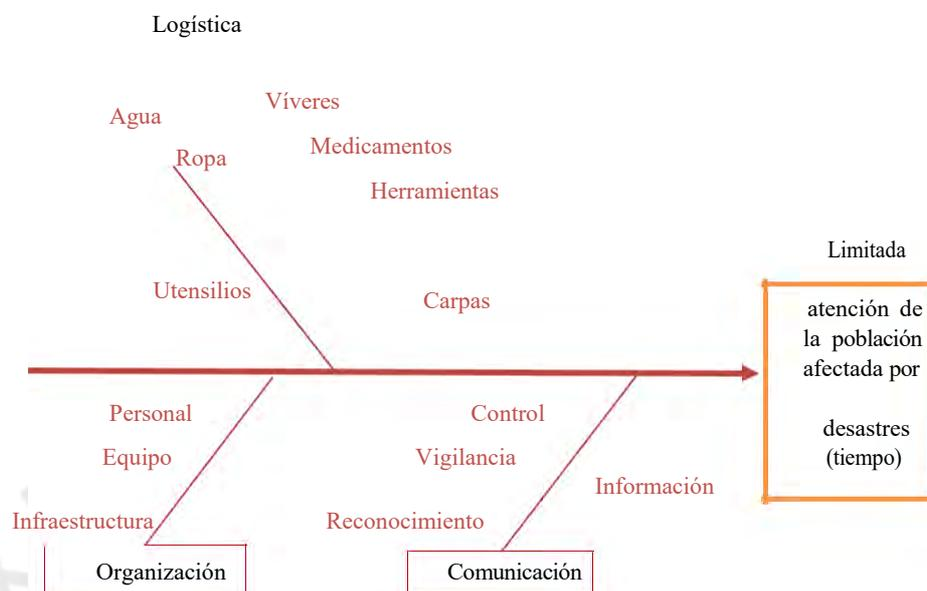 Logística
Víveres
Agua
Medicamentos
Ropa
Herramientas
Utensilios
Carpas
Limitada
atención de
la población
afectada por
desastres
(tiempo)
Personal
Equipo
Infraestructura
Organización
Control
Vigilancia
Información
Reconocimiento
Comunicación